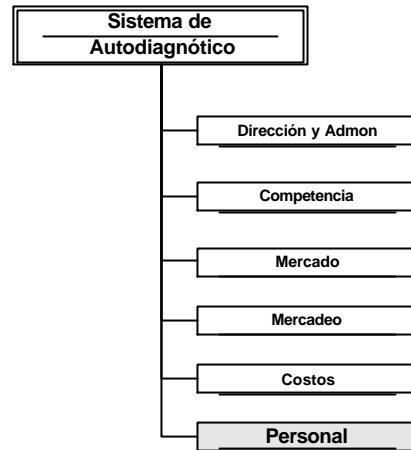 Sistema de
Autodiagnótico
Dirección y Admon
Competencia
Mercado
Mercadeo
Costos
Personal